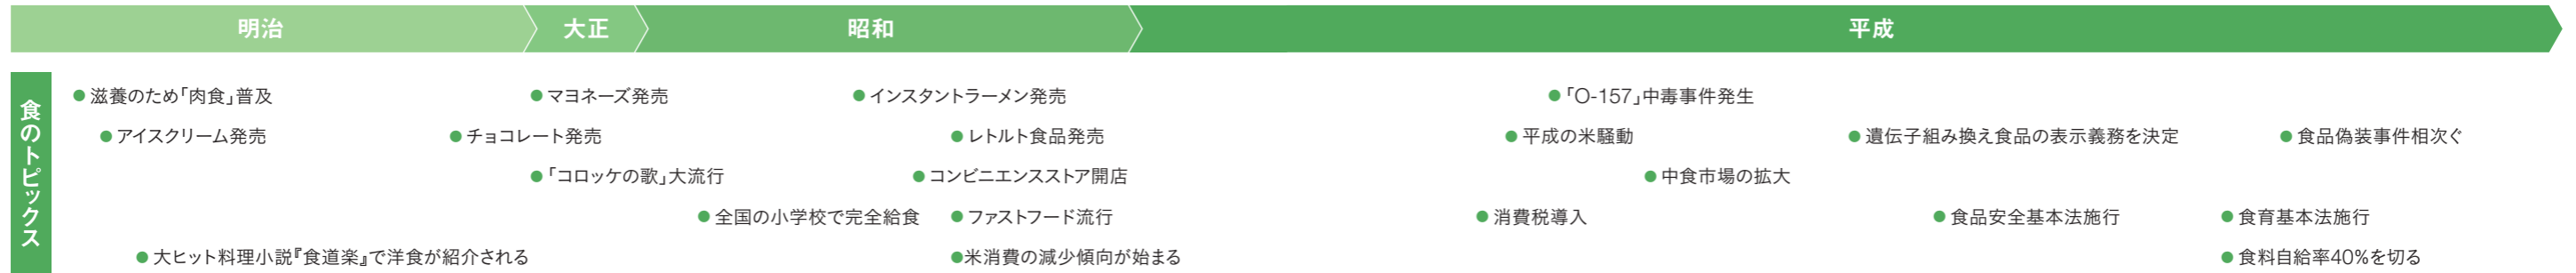 明治
大正
昭和
平成
食のトピックス
●滋養のため「肉食」普及
●マヨネーズ発売
●インスタントラーメン発売
●「O-157」中毒事件発生
●アイスクリーム発売
●チョコレート発売
●レトルト食品発売
●平成の米騒動
●遺伝子組み換え食品の表示義務を決定
●食品偽装事件相次ぐ
●「コロッケの歌」大流行
●コンビニエンスストア開店
●中食市場の拡大
●全国の小学校で完全給食
●ファストフード流行
●消費税導入
●食品安全基本法施行
●食育基本法施行
●大ヒット料理小説『食道楽』で洋食が紹介される
●米消費の減少傾向が始まる
●食料自給率40%を切る